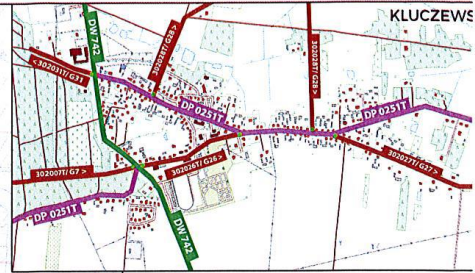 KLUCZEWS
DW 742
302028T/ G28 >
302028T/ G28 >
< 302031T/ G31
DP 0251T
DP 0251T
302007T/ G7 >
302026T/ G26 >
302027T/ G27 >
DP 0251T
DW 742